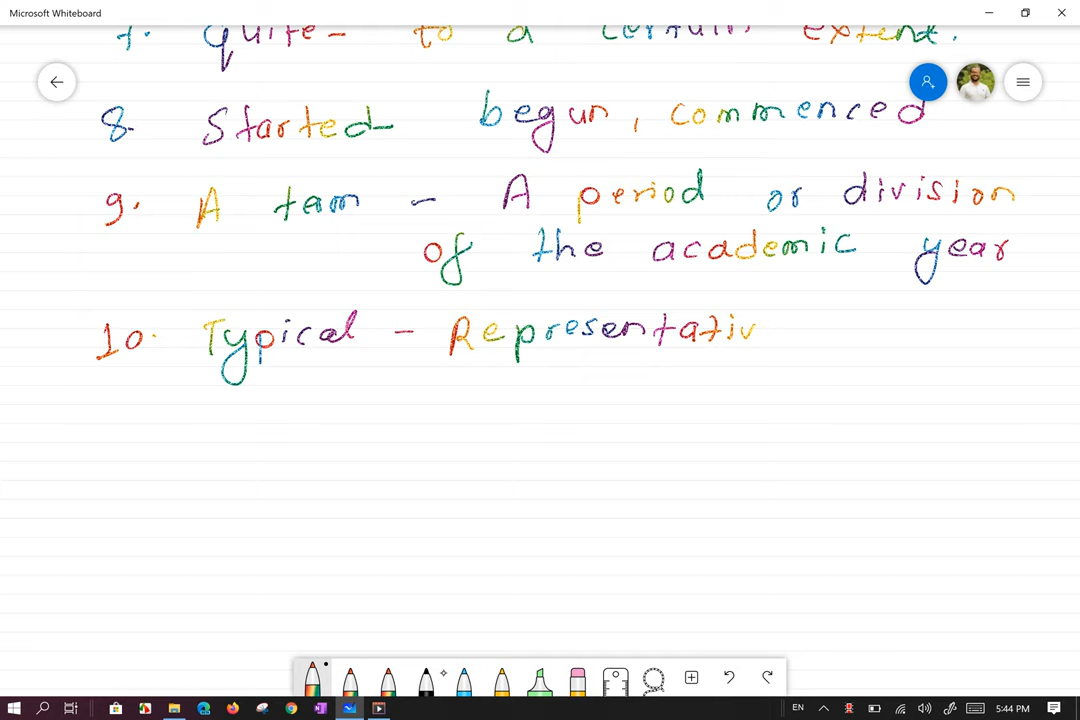 Microsoft Whiteboard
7. quite - to a certain extent.
8. Started begun, commenced
9. A tam - A period or division
of the academic year
10. Typical - Representativ
EN
5:44 PM